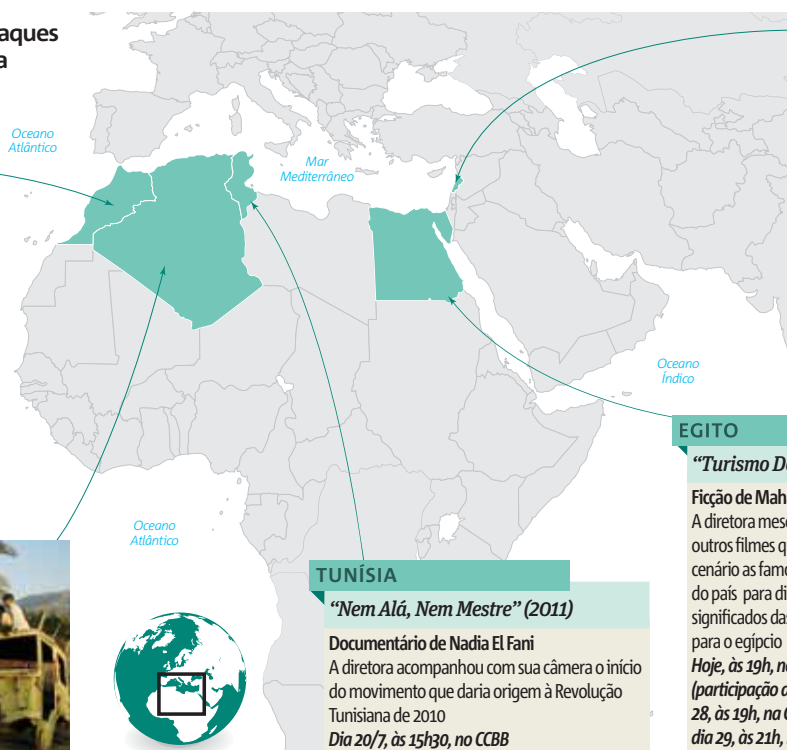 aques
a
Oceano
Atlântico
Mar
Mediterrâneo
Oceano
Índico
Oceano
Atlântico
TUNÍSIA
“Nem Alá, Nem Mestre” (2011)
Documentário de Nadia El Fani
A diretora acompanhou com sua câmera o início
do movimento que daria origem à Revolução
Tunisiana de 2010
Dia 20/7, às 15h30, no CCBB
EGITO
“Turismo D
Ficção de Mah
A diretora mes
outros filmes q
cenário as famo
do país para di
significados das
para o egípcio
Hoje, às 19h, n
(participação d
28, às 19h, na
dia 29, às 21h,